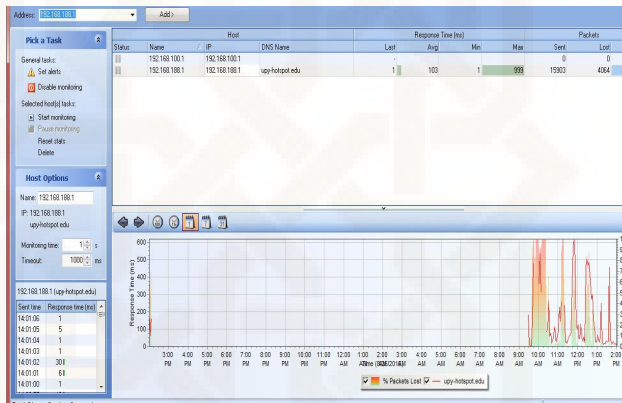 Address: 192.168.188.1 Add>
Pick a Task
General tasks:
Set alerts
Disable monitoring
Selected host(s) tasks:
Start monitoring
Pause monitoring
Reset stats
Delete
Host Options
Name: 192.168.188.1
IP: 192.168.188.1
upy-hotspot.edu
Monitoring time: 1 s
Timeout: 1000 ms
192.168.188.1 (upy-hotspot.edu)
Sent time Response time (ms)
14:01:06 1
14:01:05 5
14:01:04 1
14:01:03 1
14:01:02 301
14:01:01 61
14:01:00 1
Host Response Time (ms) Packets
Status Name IP DNS Name Last Avg Min Max Sent Lost
192.168.100.1 192.168.100.1 - 0 0
192.168.188.1 192.168.188.1 upy-hotspot.edu 1 103 1 999 15903 4064
Response Time (ms)
600
500
400
300
200
100
0
3:00 PM 4:00 PM 5:00 PM 6:00 PM 7:00 PM 8:00 PM 9:00 PM 10:00 PM 11:00 PM 12:00 AM 1:00 AM 2:00 AM 3:00 AM 4:00 AM 5:00 AM 6:00 AM 7:00 AM 8:00 AM 9:00 AM 10:00 AM 11:00 AM 12:00 PM 1:00 PM 2:00 PM
% Packets Lost upy-hotspot.edu